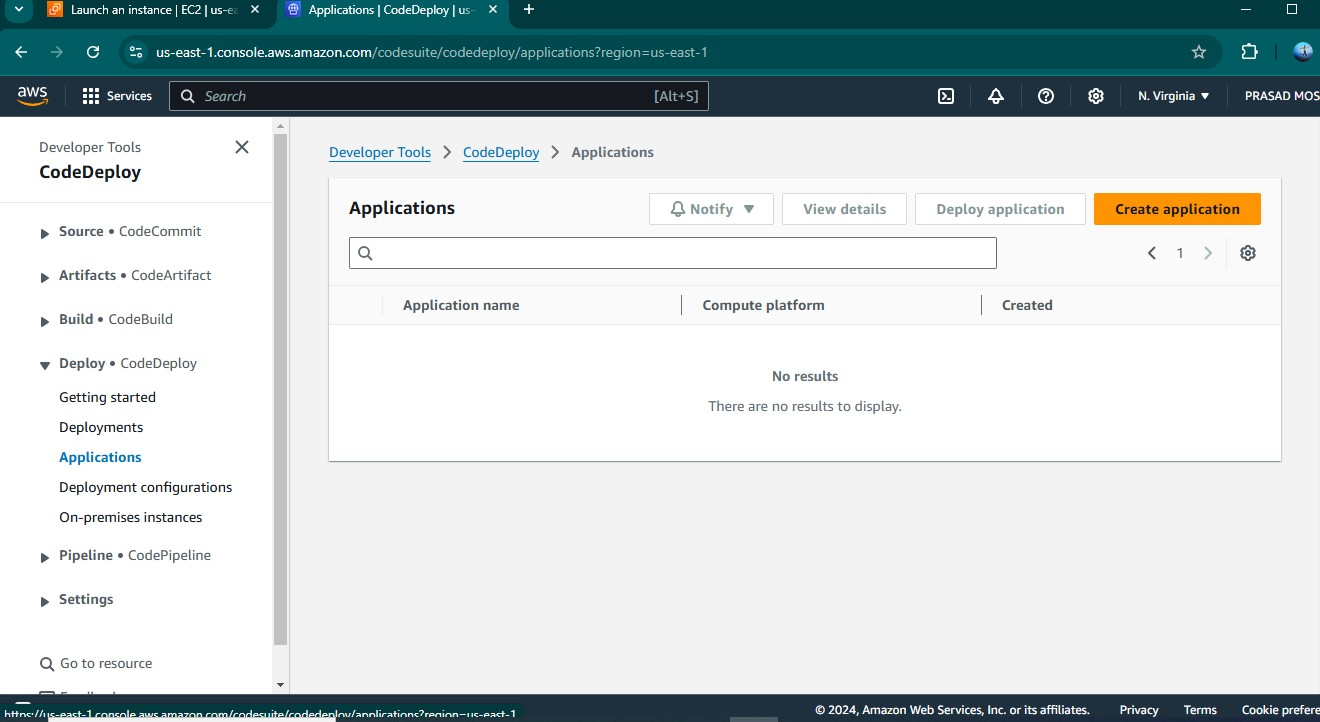 Launch an instance | EC2 | us-ea
Applications | CodeDeploy | us-
us-east-1.console.aws.amazon.com/codesuite/codedeploy/applications?region=us-east-1
aws
Services
Search
[Alt+S]
N. Virginia
PRASAD MOS
Developer Tools
CodeDeploy
Source • CodeCommit
Artifacts • CodeArtifact
Build • CodeBuild
Deploy • CodeDeploy
Getting started
Deployments
Applications
Deployment configurations
On-premises instances
Pipeline • CodePipeline
Settings
Go to resource
Developer Tools > CodeDeploy > Applications
Applications
Notify
View details
Deploy application
Create application
1
Application name
Compute platform
Created
No results
There are no results to display.
https://us-east-1.console.aws.amazon.com/codesuite/codedeploy/applications?region=us-east-1
© 2024, Amazon Web Services, Inc. or its affiliates.
Privacy
Terms
Cookie prefere